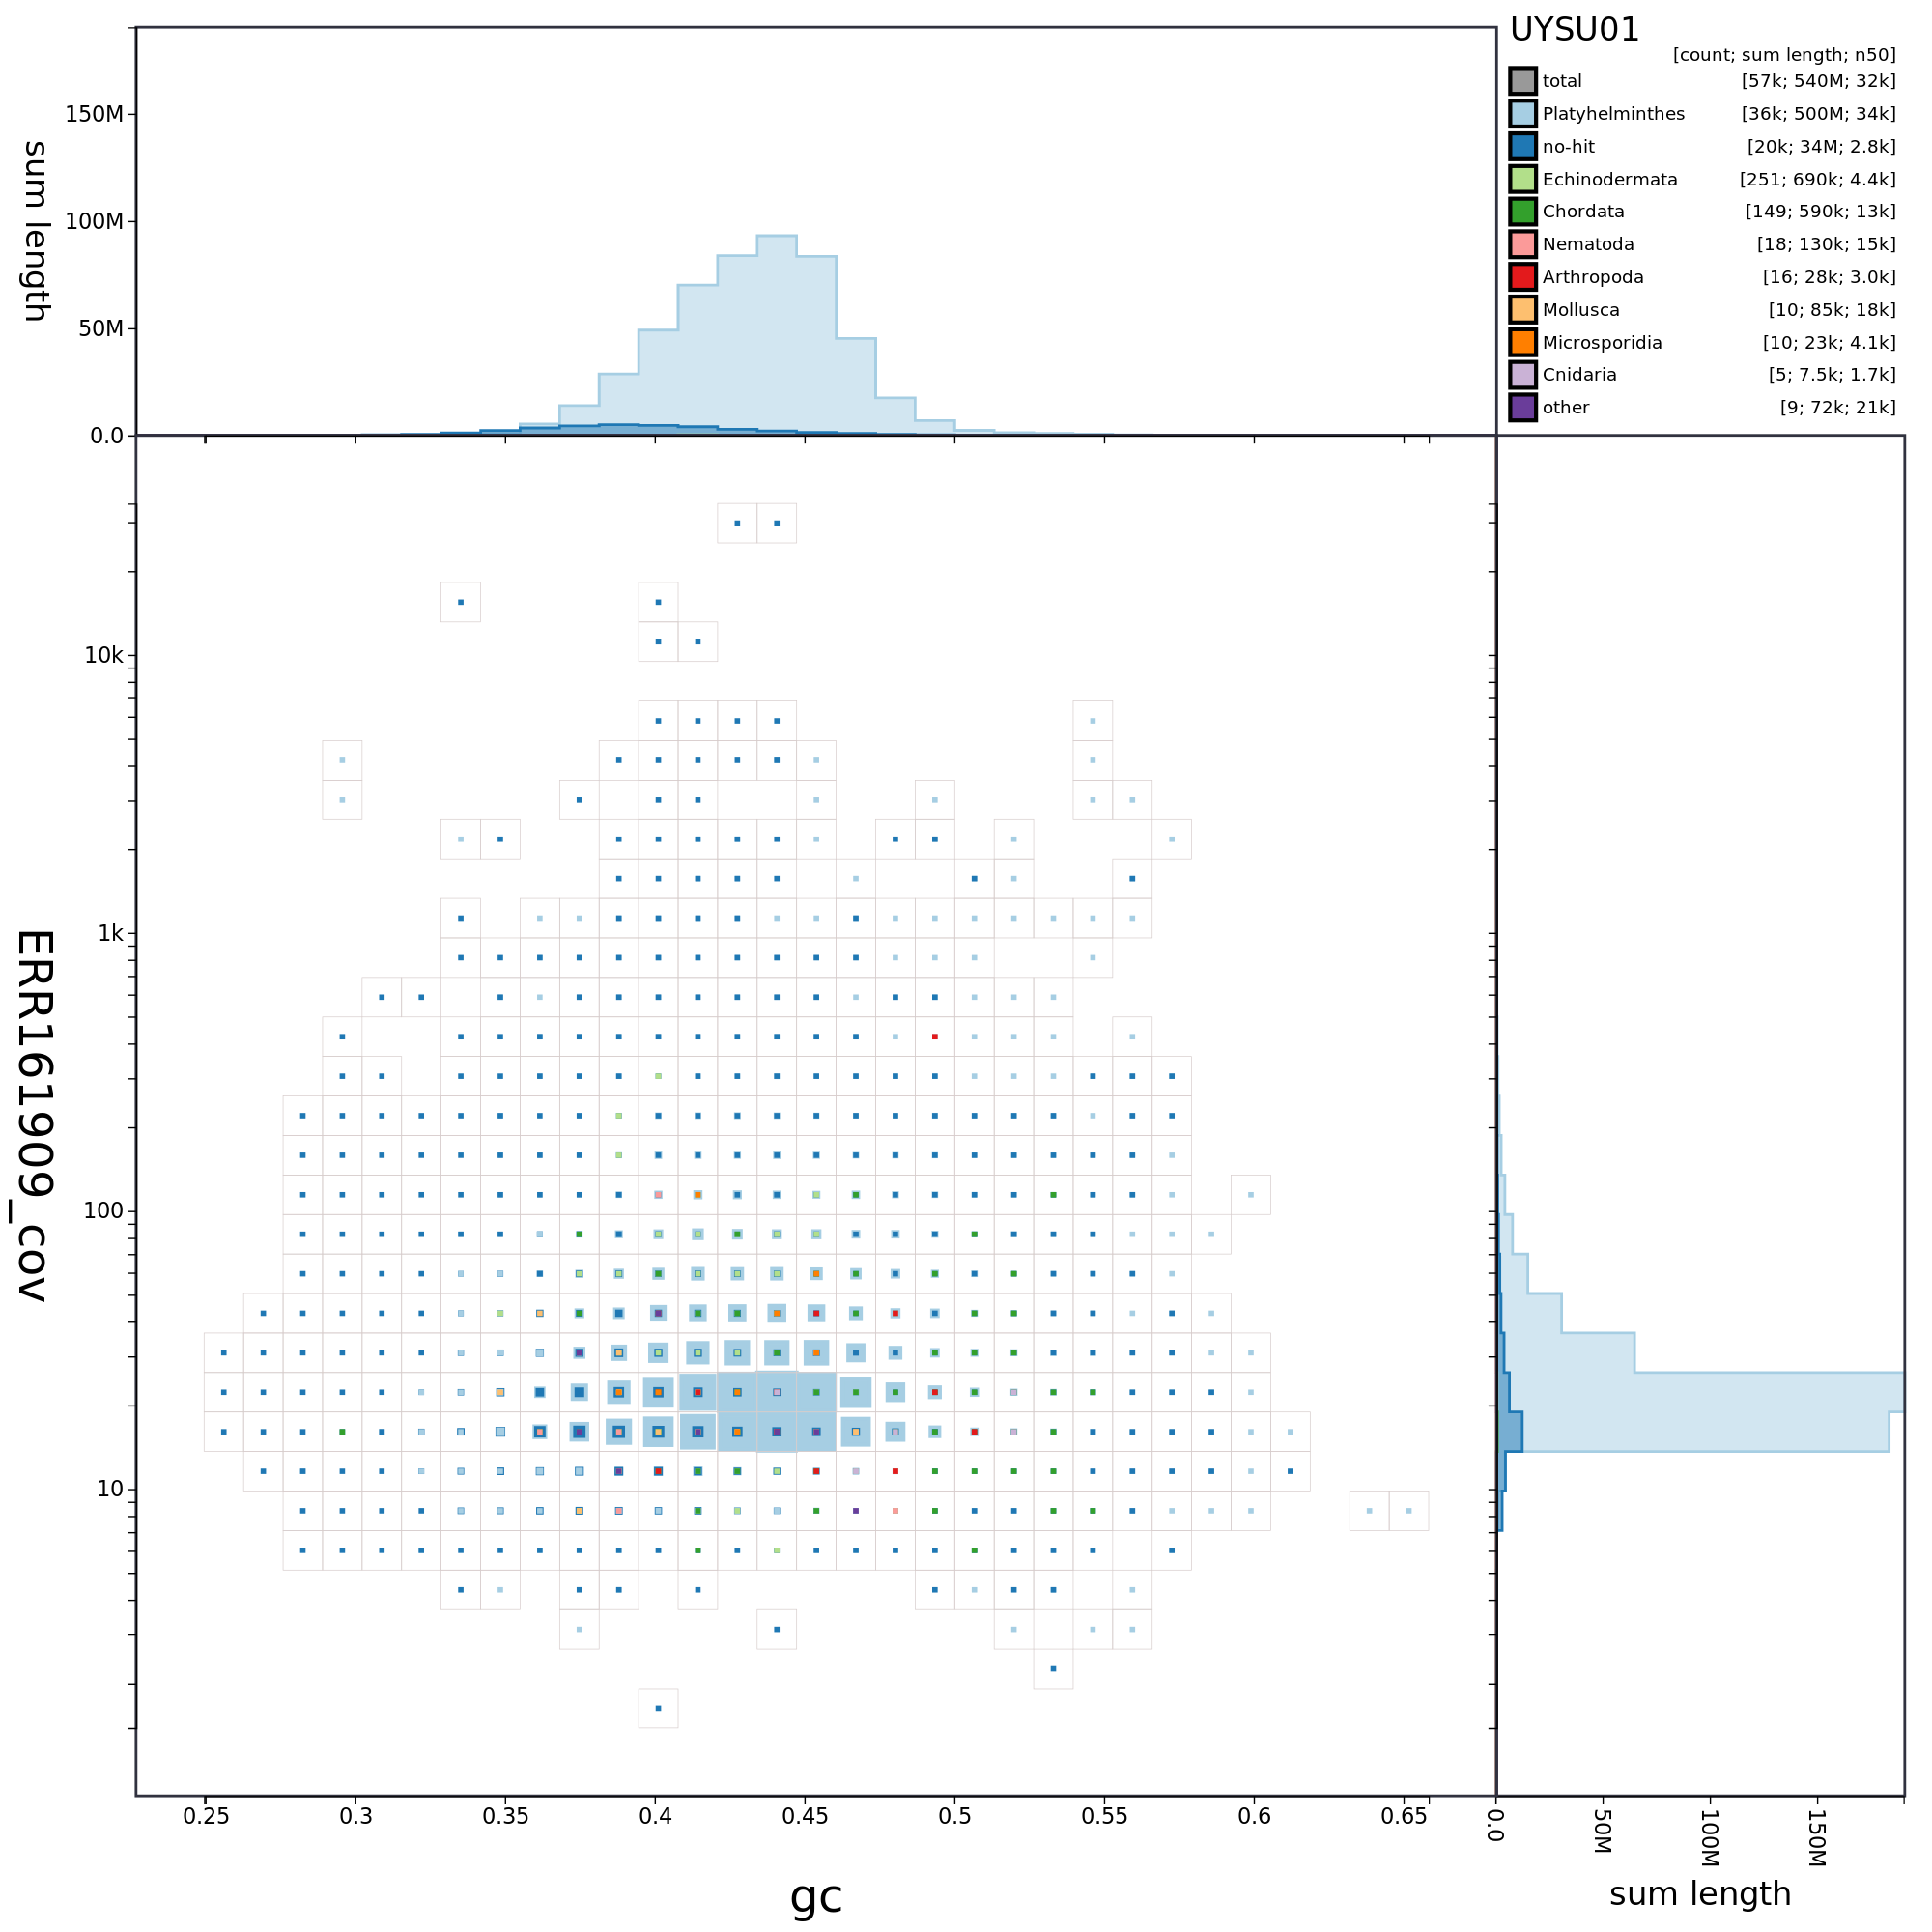 UYSU01
[count; sum length; n50]
total [57k; 540M; 32k]
Platyhelminthes [36k; 500M; 34k]
no-hit [20k; 34M; 2.8k]
Echinodermata [251; 690k; 4.4k]
Chordata [149; 590k; 13k]
Nematoda [18; 130k; 15k]
Arthropoda [16; 28k; 3.0k]
Mollusca [10; 85k; 18k]
Microsporidia [10; 23k; 4.1k]
Cnidaria [5; 7.5k; 1.7k]
other [9; 72k; 21k]
sum length
150M
100M
50M
0.0
ERR161909_cov
10k
1k
100
10
0.25 0.3 0.35 0.4 0.45 0.5 0.55 0.6 0.65
gc
0.0 50M 100M 150M
sum length